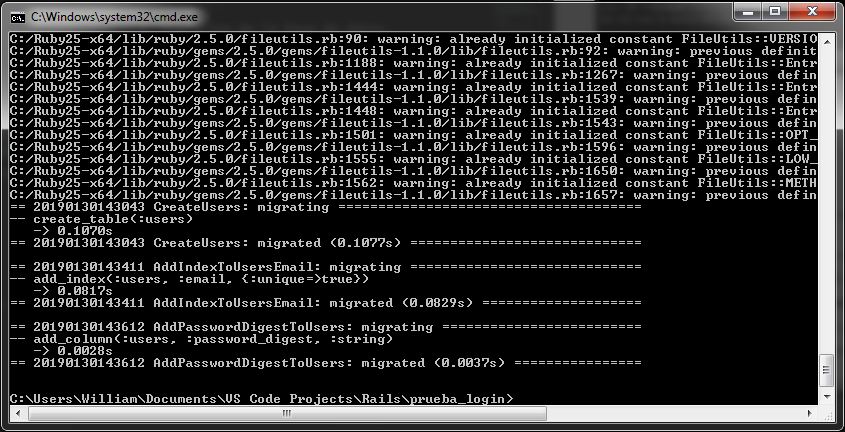 C:\Windows\system32\cmd.exe
C:/Ruby25-x64/lib/ruby/2.5.0/fileutils.rb:90: warning: already initialized constant FileUtils::VERSIO
C:/Ruby25-x64/lib/ruby/gems/2.5.0/gems/fileutils-1.1.0/lib/fileutils.rb:92: warning: previous definit
C:/Ruby25-x64/lib/ruby/2.5.0/fileutils.rb:1188: warning: already initialized constant FileUtils::Entr
C:/Ruby25-x64/lib/ruby/gems/2.5.0/gems/fileutils-1.1.0/lib/fileutils.rb:1267: warning: previous defin
C:/Ruby25-x64/lib/ruby/2.5.0/fileutils.rb:1444: warning: already initialized constant FileUtils::Entr
C:/Ruby25-x64/lib/ruby/gems/2.5.0/gems/fileutils-1.1.0/lib/fileutils.rb:1539: warning: previous defin
C:/Ruby25-x64/lib/ruby/2.5.0/fileutils.rb:1448: warning: already initialized constant FileUtils::Entr
C:/Ruby25-x64/lib/ruby/gems/2.5.0/gems/fileutils-1.1.0/lib/fileutils.rb:1543: warning: previous defin
C:/Ruby25-x64/lib/ruby/2.5.0/fileutils.rb:1501: warning: already initialized constant FileUtils::OPT_
C:/Ruby25-x64/lib/ruby/gems/2.5.0/gems/fileutils-1.1.0/lib/fileutils.rb:1596: warning: previous defin
C:/Ruby25-x64/lib/ruby/2.5.0/fileutils.rb:1555: warning: already initialized constant FileUtils::LOW_
C:/Ruby25-x64/lib/ruby/gems/2.5.0/gems/fileutils-1.1.0/lib/fileutils.rb:1650: warning: previous defin
C:/Ruby25-x64/lib/ruby/2.5.0/fileutils.rb:1562: warning: already initialized constant FileUtils::METH
C:/Ruby25-x64/lib/ruby/gems/2.5.0/gems/fileutils-1.1.0/lib/fileutils.rb:1657: warning: previous defin
== 20190130143043 CreateUsers: migrating ======================================
-- create_table(:users)
   -> 0.1070s
== 20190130143043 CreateUsers: migrated (0.1077s) =============================

== 20190130143411 AddIndexToUsersEmail: migrating =============================
-- add_index(:users, :email, {:unique=>true})
   -> 0.0817s
== 20190130143411 AddIndexToUsersEmail: migrated (0.0829s) ====================

== 20190130143612 AddPasswordDigestToUsers: migrating =========================
-- add_column(:users, :password_digest, :string)
   -> 0.0028s
== 20190130143612 AddPasswordDigestToUsers: migrated (0.0037s) ================

C:\Users\William\Documents\VS Code Projects\Rails\prueba_login>